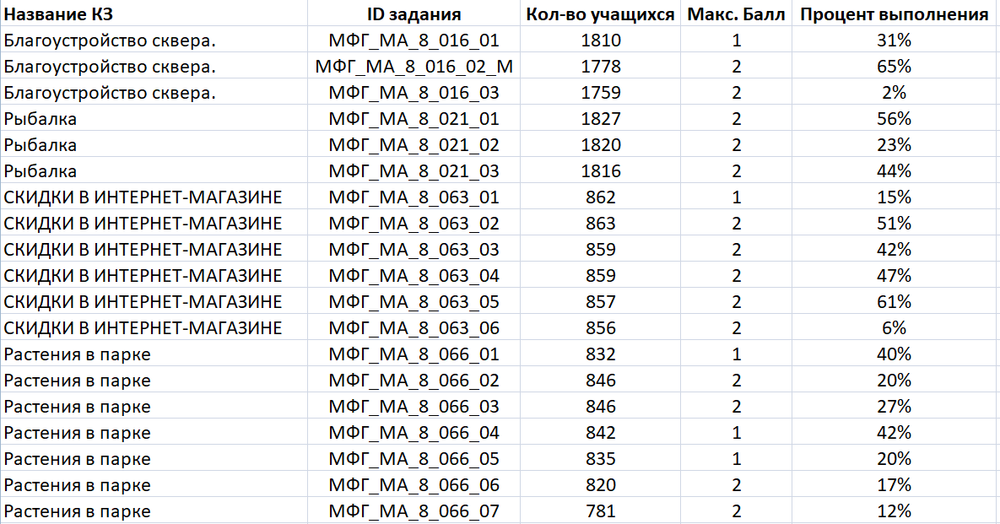 Название КЗ ID задания Кол-во учащихся Макс. Балл Процент выполнения
Благоустройство сквера. МФГ_МА_8_016_01 1810 1 31%
Благоустройство сквера. МФГ_МА_8_016_02_М 1778 2 65%
Благоустройство сквера. МФГ_МА_8_016_03 1759 2 2%
Рыбалка МФГ_МА_8_021_01 1827 2 56%
Рыбалка МФГ_МА_8_021_02 1820 2 23%
Рыбалка МФГ_МА_8_021_03 1816 2 44%
СКИДКИ В ИНТЕРНЕТ-МАГАЗИНЕ МФГ_МА_8_063_01 862 1 15%
СКИДКИ В ИНТЕРНЕТ-МАГАЗИНЕ МФГ_МА_8_063_02 863 2 51%
СКИДКИ В ИНТЕРНЕТ-МАГАЗИНЕ МФГ_МА_8_063_03 859 2 42%
СКИДКИ В ИНТЕРНЕТ-МАГАЗИНЕ МФГ_МА_8_063_04 859 2 47%
СКИДКИ В ИНТЕРНЕТ-МАГАЗИНЕ МФГ_МА_8_063_05 857 2 61%
СКИДКИ В ИНТЕРНЕТ-МАГАЗИНЕ МФГ_МА_8_063_06 856 2 6%
Растения в парке МФГ_МА_8_066_01 832 1 40%
Растения в парке МФГ_МА_8_066_02 846 2 20%
Растения в парке МФГ_МА_8_066_03 846 2 27%
Растения в парке МФГ_МА_8_066_04 842 1 42%
Растения в парке МФГ_МА_8_066_05 835 1 20%
Растения в парке МФГ_МА_8_066_06 820 2 17%
Растения в парке МФГ_МА_8_066_07 781 2 12%